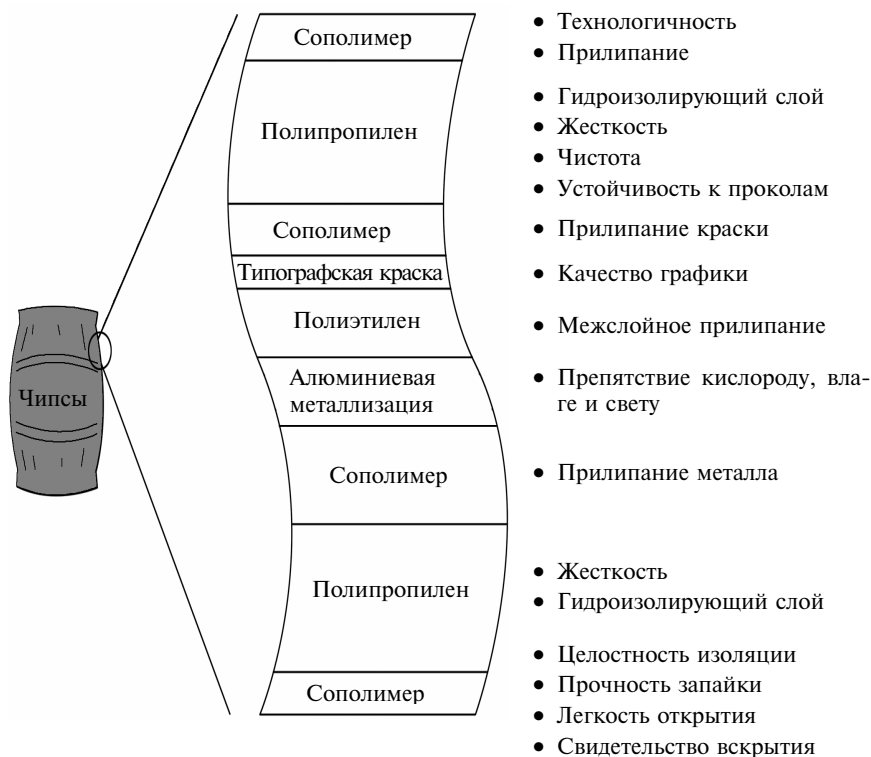 Сополимер
• Технологичность
• Прилипание
Полипропилен
• Гидроизолирующий слой
• Жесткость
• Чистота
• Устойчивость к проколам
Сополимер
• Прилипание краски
Типографская краска
• Качество графики
Полиэтилен
• Межслойное прилипание
Чипсы
Алюминиевая
металлизация
• Препятствие кислороду, вла-
ге и свету
Сополимер
• Прилипание металла
Полипропилен
• Жесткость
• Гидроизолирующий слой
Сополимер
• Целостность изоляции
• Прочность запайки
• Легкость открытия
• Свидетельство вскрытия